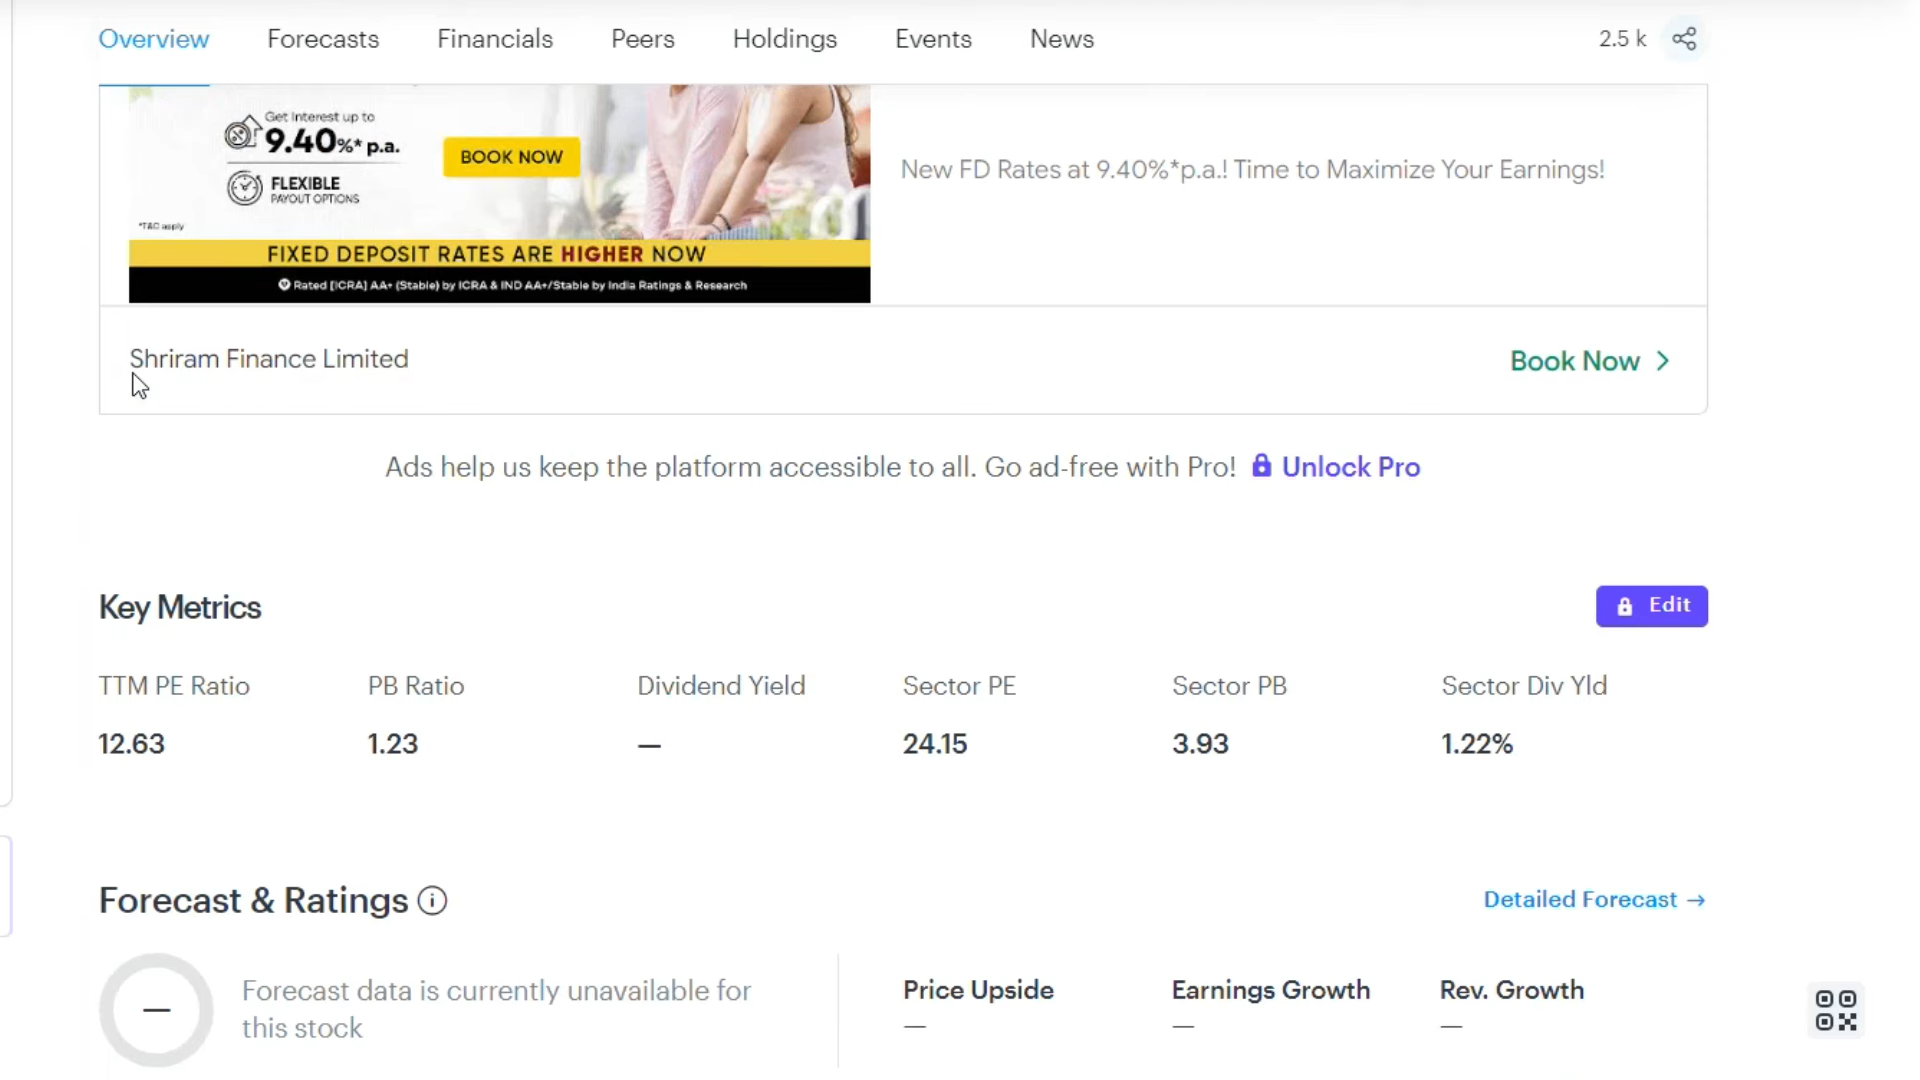 Overview Forecasts Financials Peers Holdings Events News 2.5 k
Get Interest up to
9.40%* p.a.
BOOK NOW
FLEXIBLE
PAYOUT OPTIONS
*T&C apply
FIXED DEPOSIT RATES ARE HIGHER NOW
Rated [ICRA] AA+ (Stable) by ICRA & IND AA+/Stable by India Ratings & Research
New FD Rates at 9.40%*p.a.! Time to Maximize Your Earnings!
Shriram Finance Limited
Book Now
Ads help us keep the platform accessible to all. Go ad-free with Pro! Unlock Pro
Key Metrics
Edit
TTM PE Ratio PB Ratio Dividend Yield Sector PE Sector PB Sector Div Yld
12.63 1.23 — 24.15 3.93 1.22%
Forecast & Ratings
Detailed Forecast →
— Forecast data is currently unavailable for
this stock
Price Upside Earnings Growth Rev. Growth
— — —